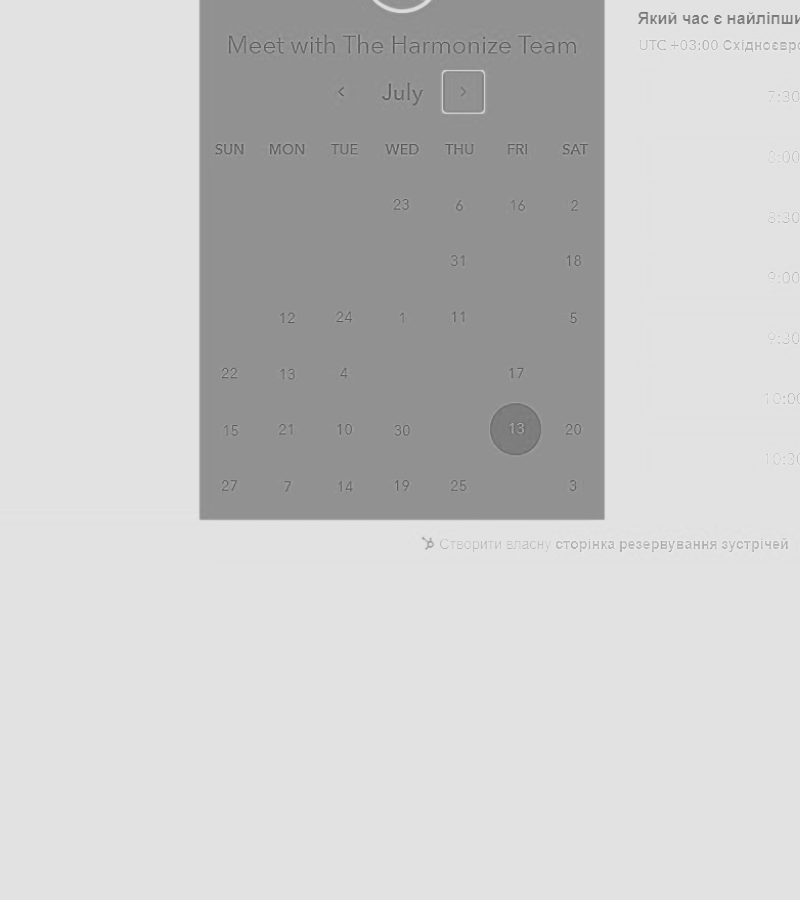 Meet with The Harmonize Team
July
SUN MON TUE WED THU FRI SAT
23 6 16 2
31 18
12 24 1 11 5
22 13 4 17
15 21 10 30 13 20
27 7 14 19 25 3
Який час є найліпши
UTC +03:00 Східноєвро
7:30
8:00
8:30
9:00
9:30
10:00
10:30
Створити власну сторінка резервування зустрічей